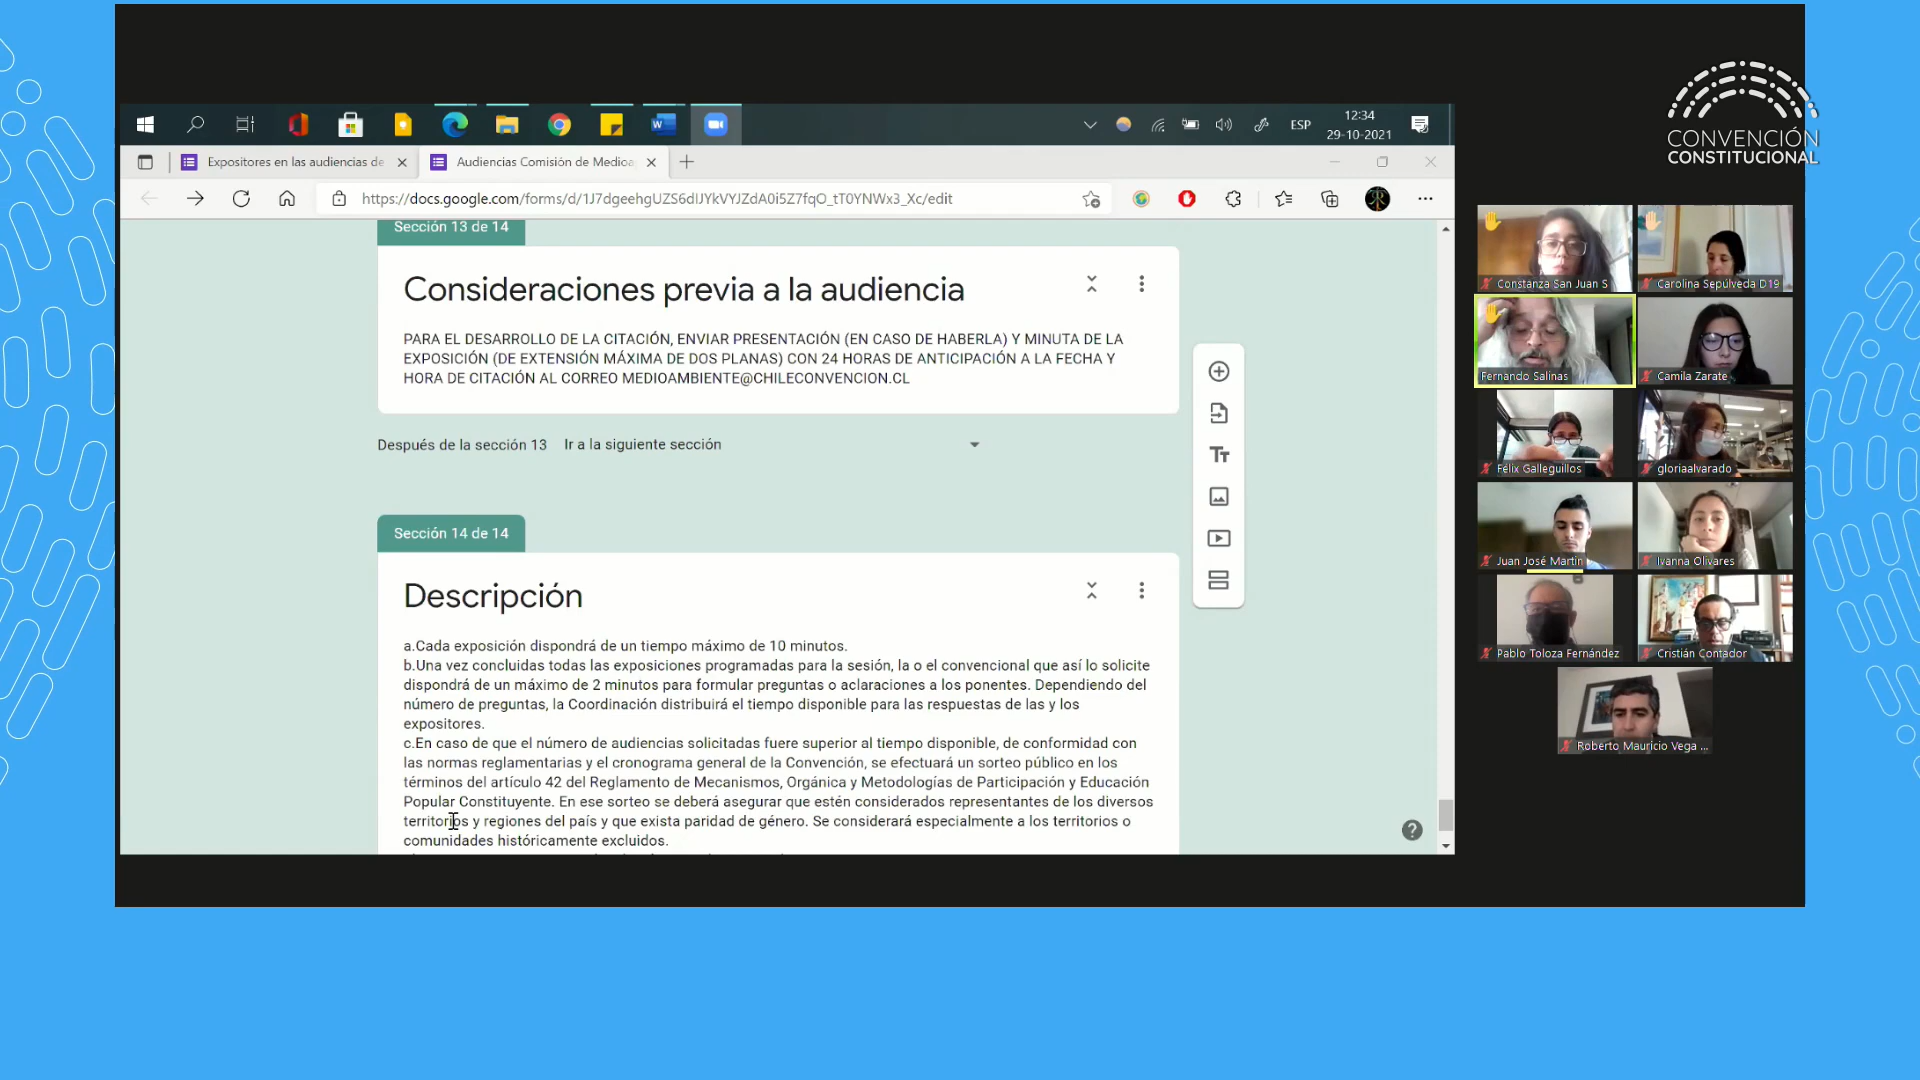 12:34
ESP
29-10-2021
CONVENCIÓN
CONSTITUCIONAL
Expositores en las audiencias de
Audiencias Comisión de Medioa
https://docs.google.com/forms/d/1J7dgeehgUZS6dIJYkVYJZdA0i5Z7fqO_tT0YNWx3_Xc/edit
Sección 13 de 14
Consideraciones previa a la audiencia
PARA EL DESARROLLO DE LA CITACIÓN, ENVIAR PRESENTACIÓN (EN CASO DE HABERLA) Y MINUTA DE LA
EXPOSICIÓN (DE EXTENSIÓN MÁXIMA DE DOS PLANAS) CON 24 HORAS DE ANTICIPACIÓN A LA FECHA Y
HORA DE CITACIÓN AL CORREO MEDIOAMBIENTE@CHILECONVENCION.CL
Después de la sección 13 Ir a la siguiente sección
Sección 14 de 14
Descripción
a.Cada exposición dispondrá de un tiempo máximo de 10 minutos.
b.Una vez concluidas todas las exposiciones programadas para la sesión, la o el convencional que así lo solicite
dispondrá de un máximo de 2 minutos para formular preguntas o aclaraciones a los ponentes. Dependiendo del
número de preguntas, la Coordinación distribuirá el tiempo disponible para las respuestas de las y los
expositores.
c.En caso de que el número de audiencias solicitadas fuere superior al tiempo disponible, de conformidad con
las normas reglamentarias y el cronograma general de la Convención, se efectuará un sorteo público en los
términos del artículo 42 del Reglamento de Mecanismos, Orgánica y Metodologías de Participación y Educación
Popular Constituyente. En ese sorteo se deberá asegurar que estén considerados representantes de los diversos
territorios y regiones del país y que exista paridad de género. Se considerará especialmente a los territorios o
comunidades históricamente excluidos.
Constanza San Juan S
Carolina Sepúlveda D19
Fernando Salinas
Camila Zarate
Félix Galleguillos
gloriaalvarado
Juan José Martin
Ivanna Olivares
Pablo Toloza Fernández
Cristián Contador
Roberto Mauricio Vega ...